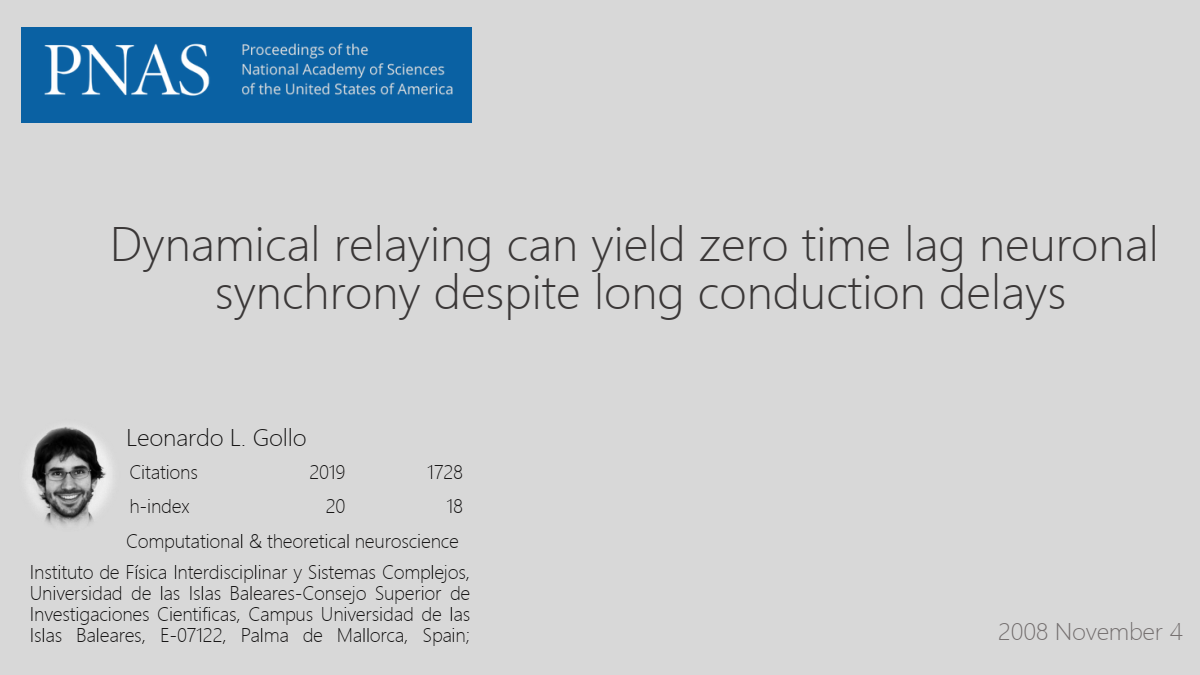 PNAS
Proceedings of the
National Academy of Sciences
of the United States of America
Dynamical relaying can yield zero time lag neuronal
synchrony despite long conduction delays
Leonardo L. Gollo
Citations 2019 1728
h-index 20 18
Computational & theoretical neuroscience
Instituto de Física Interdisciplinar y Sistemas Complejos,
Universidad de las Islas Baleares-Consejo Superior de
Investigaciones Cientificas, Campus Universidad de las
Islas Baleares, E-07122, Palma de Mallorca, Spain;
2008 November 4